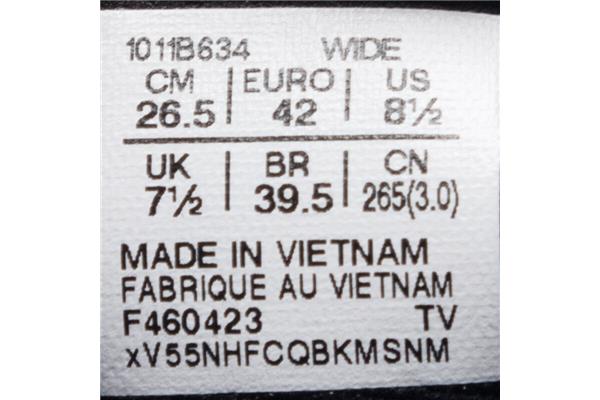 1011B634 WIDE
CM | EURO | US
26.5 | 42 | 8½
UK | BR | CN
7½ | 39.5 | 265(3.0)
MADE IN VIETNAM
FABRIQUE AU VIETNAM
F460423 TV
xV55NHFCQBKMSNM